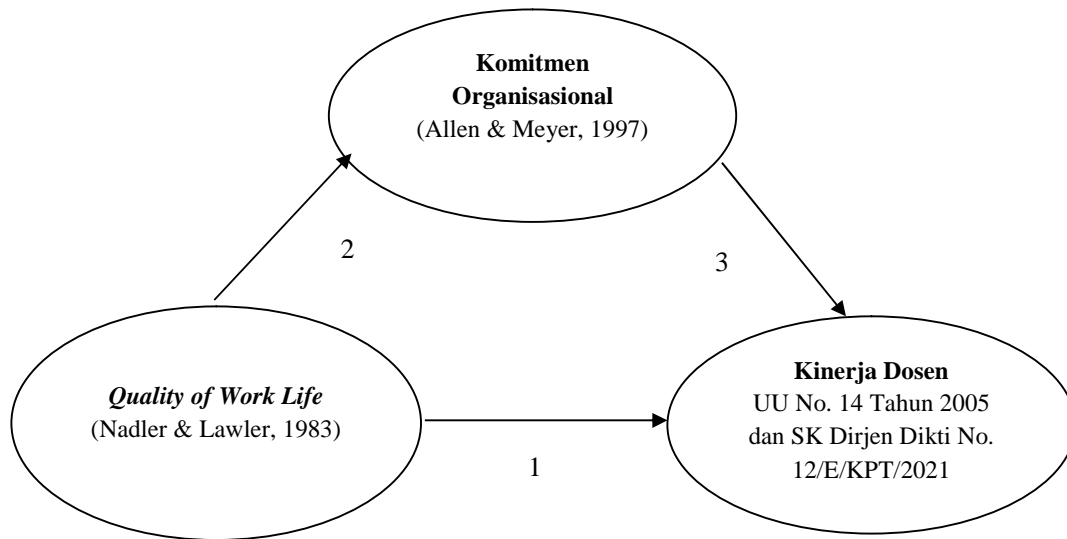 Komitmen
Organisasional
(Allen & Meyer, 1997)
2
3
Quality of Work Life
(Nadler & Lawler, 1983)
1
Kinerja Dosen
UU No. 14 Tahun 2005
dan SK Dirjen Dikti No.
12/E/KPT/2021